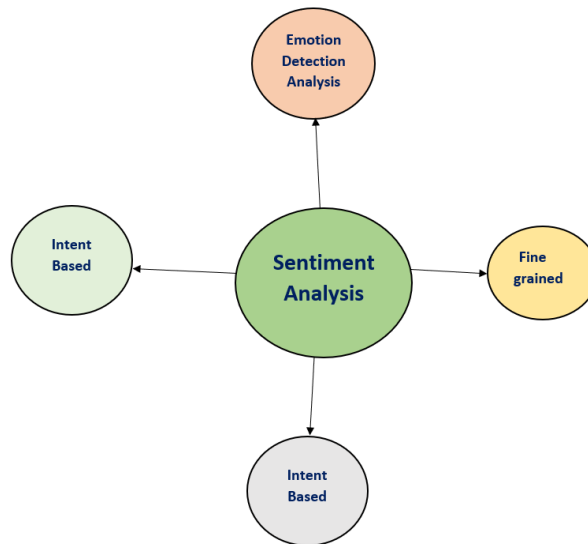 Emotion
Detection
Analysis
Intent
Based
Sentiment
Analysis
Fine
grained
Intent
Based